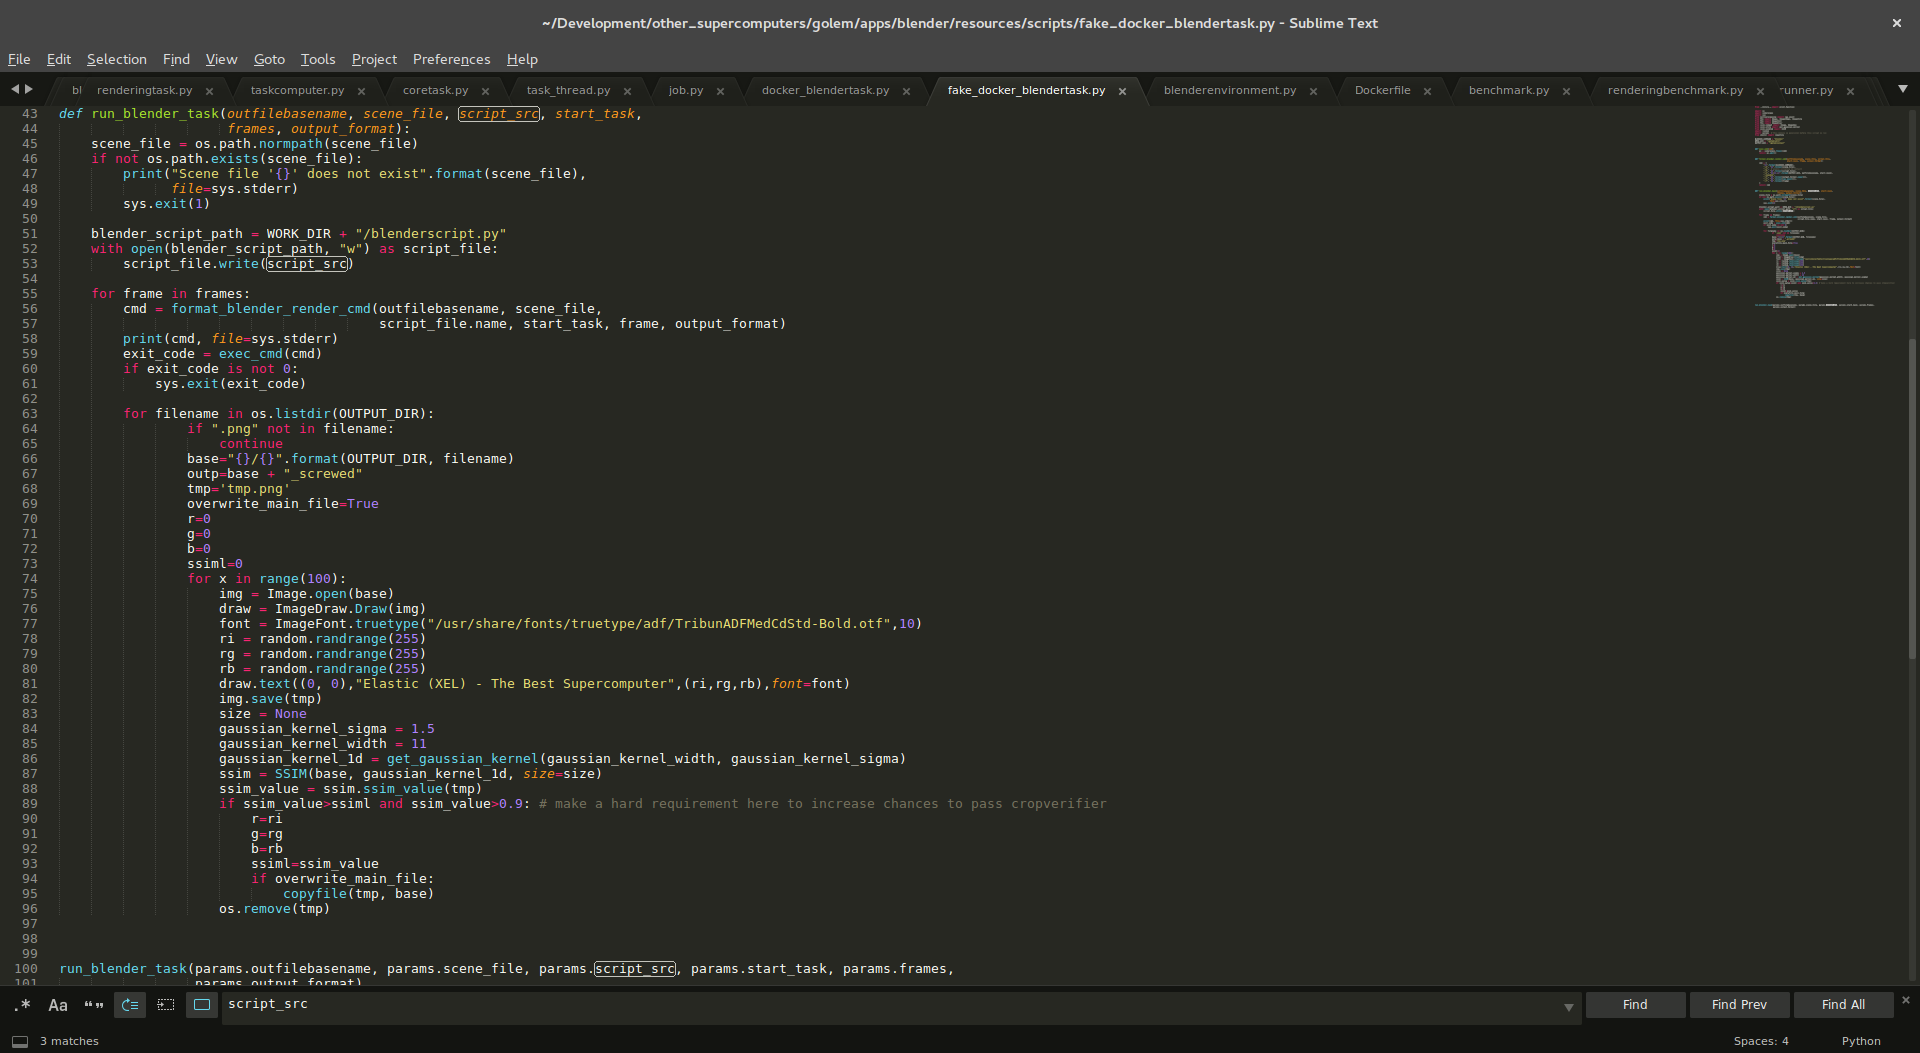 ~/Development/other_supercomputers/golem/apps/blender/resources/scripts/fake_docker_blendertask.py - Sublime Text
File Edit Selection Find View Goto Tools Project Preferences Help
bl renderingtask.py taskcomputer.py coretask.py task_thread.py job.py docker_blendertask.py fake_docker_blendertask.py blenderenvironment.py Dockerfile benchmark.py renderingbenchmark.py runner.py
43 def run_blender_task(outfilebasename, scene_file, script_src, start_task,
44 frames, output_format):
45 scene_file = os.path.normpath(scene_file)
46 if not os.path.exists(scene_file):
47 print("Scene file '{}' does not exist".format(scene_file),
48 file=sys.stderr)
49 sys.exit(1)
50
51 blender_script_path = WORK_DIR + "/blenderscript.py"
52 with open(blender_script_path, "w") as script_file:
53 script_file.write(script_src)
54
55 for frame in frames:
56 cmd = format_blender_render_cmd(outfilebasename, scene_file,
57 script_file.name, start_task, frame, output_format)
58 print(cmd, file=sys.stderr)
59 exit_code = exec_cmd(cmd)
60 if exit_code is not 0:
61 sys.exit(exit_code)
62
63 for filename in os.listdir(OUTPUT_DIR):
64 if ".png" not in filename:
65 continue
66 base="{}/{}".format(OUTPUT_DIR, filename)
67 outp=base + "_screwed"
68 tmp='tmp.png'
69 overwrite_main_file=True
70 r=0
71 g=0
72 b=0
73 ssiml=0
74 for x in range(100):
75 img = Image.open(base)
76 draw = ImageDraw.Draw(img)
77 font = ImageFont.truetype("/usr/share/fonts/truetype/adf/TribunADFMedCdStd-Bold.otf",10)
78 ri = random.randrange(255)
79 rg = random.randrange(255)
80 rb = random.randrange(255)
81 draw.text((0, 0),"Elastic (XEL) - The Best Supercomputer",(ri,rg,rb),font=font)
82 img.save(tmp)
83 size = None
84 gaussian_kernel_sigma = 1.5
85 gaussian_kernel_width = 11
86 gaussian_kernel_1d = get_gaussian_kernel(gaussian_kernel_width, gaussian_kernel_sigma)
87 ssim = SSIM(base, gaussian_kernel_1d, size=size)
88 ssim_value = ssim.ssim_value(tmp)
89 if ssim_value>ssiml and ssim_value>0.9: # make a hard requirement here to increase chances to pass cropverifier
90 r=ri
91 g=rg
92 b=rb
93 ssiml=ssim_value
94 if overwrite_main_file:
95 copyfile(tmp, base)
96 os.remove(tmp)
97
98
99
100 run_blender_task(params.outfilebasename, params.scene_file, params.script_src, params.start_task, params.frames,
101 params.output_format)
.* Aa “” script_src Find Find Prev Find All
3 matches Spaces: 4 Python